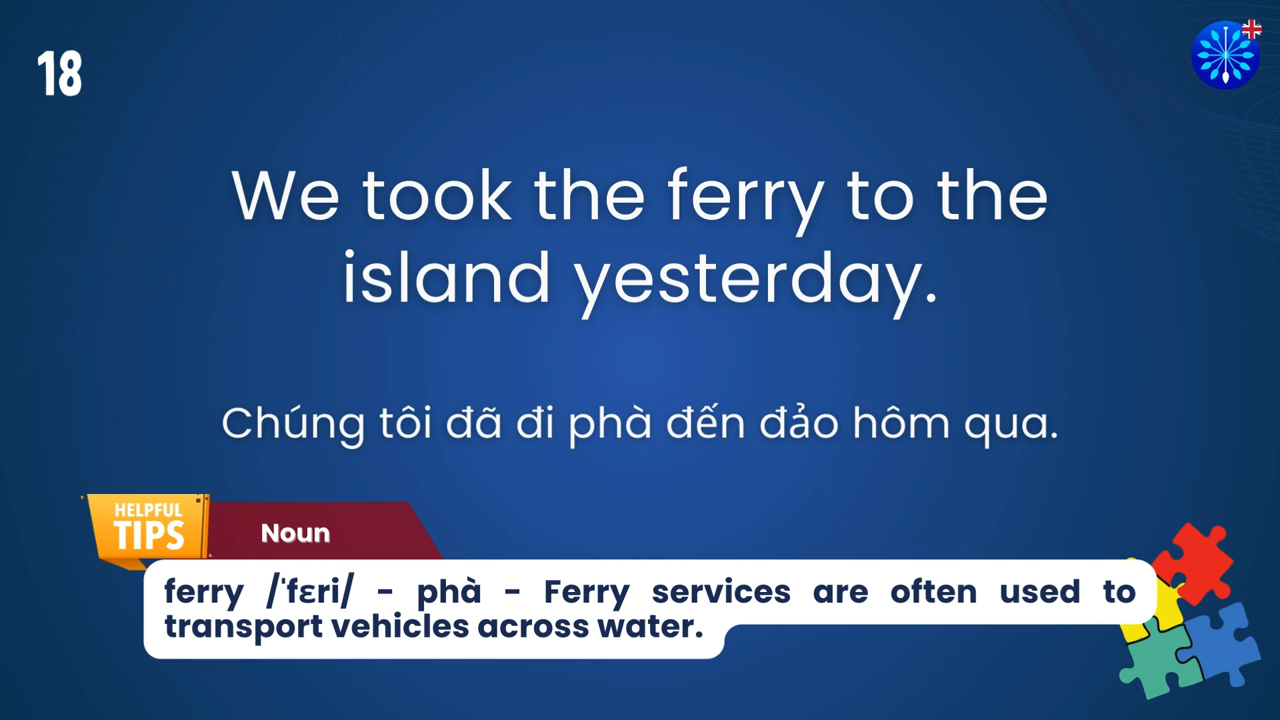 18
We took the ferry to the
island yesterday.
Chúng tôi đã đi phà đến đảo hôm qua.
HELPFUL
TIPS
Noun
ferry /ˈfɛri/ - phà - Ferry services are often used to
transport vehicles across water.